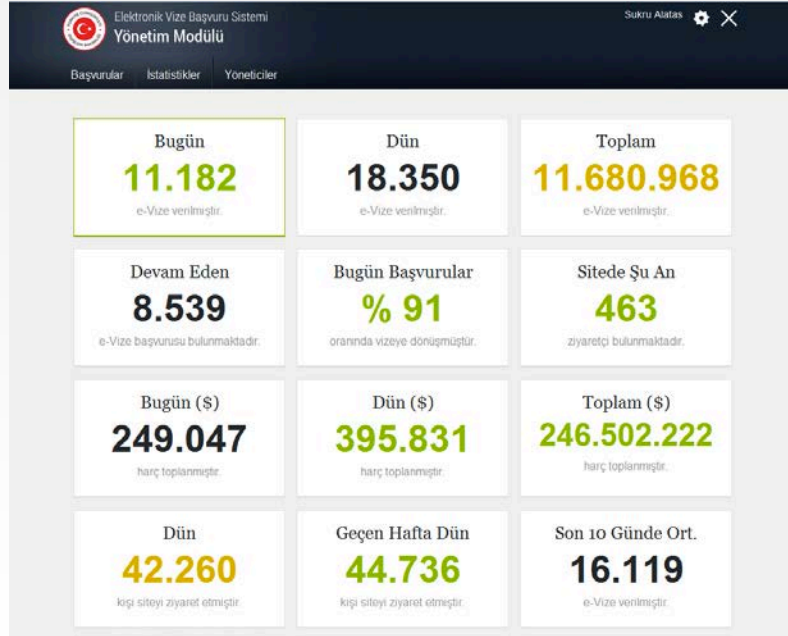 Elektronik Vize Başvuru Sistemi
Yönetim Modülü
Sukru Alatas
Başvurular İstatistikler Yöneticiler
Bugün
11.182
e-Vize verilmiştir.
Dün
18.350
e-Vize verilmiştir.
Toplam
11.680.968
e-Vize verilmiştir.
Devam Eden
8.539
e-Vize başvurusu bulunmaktadır.
Bugün Başvurular
% 91
oranında vizeye dönüşmüştür.
Sitede Şu An
463
ziyaretçi bulunmaktadır.
Bugün ($)
249.047
harç toplanmıştır.
Dün ($)
395.831
harç toplanmıştır.
Toplam ($)
246.502.222
harç toplanmıştır.
Dün
42.260
kişi siteyi ziyaret etmiştir.
Geçen Hafta Dün
44.736
kişi siteyi ziyaret etmiştir.
Son 10 Günde Ort.
16.119
e-Vize verilmiştir.